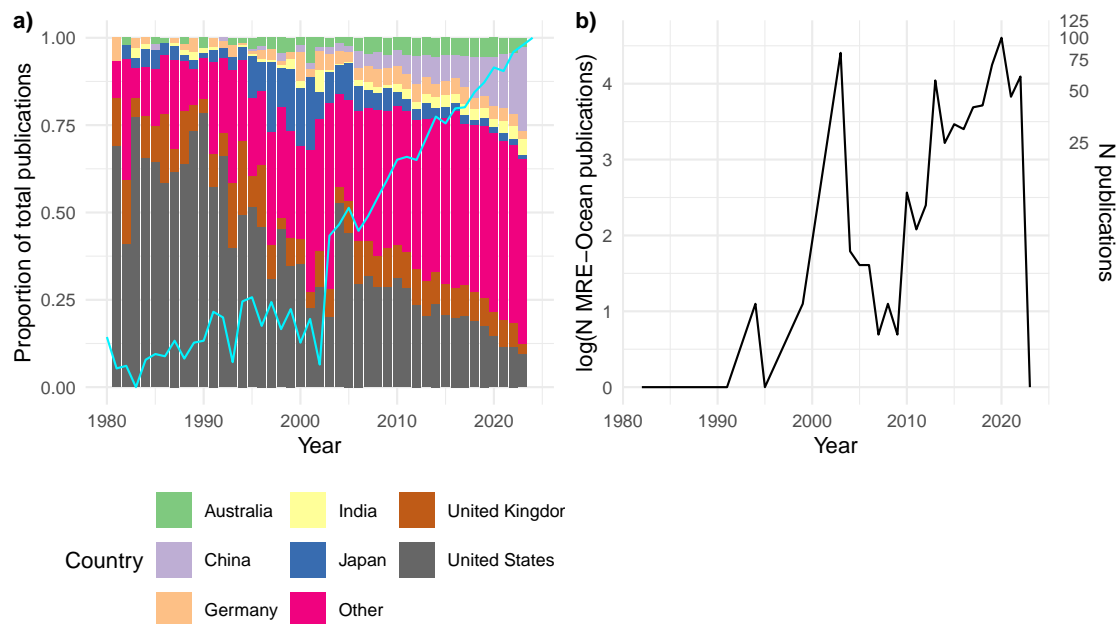 a)
Proportion of total publications
1.00
0.75
0.50
0.25
0.00
1980
1990
2000
2010
2020
Year
b)
log(N MRE-Ocean publications)
4
3
2
1
0
1980
1990
2000
2010
2020
Year
125
100
75
50
25
N publications
Country
Australia
India
United Kingdor
China
Japan
United States
Germany
Other